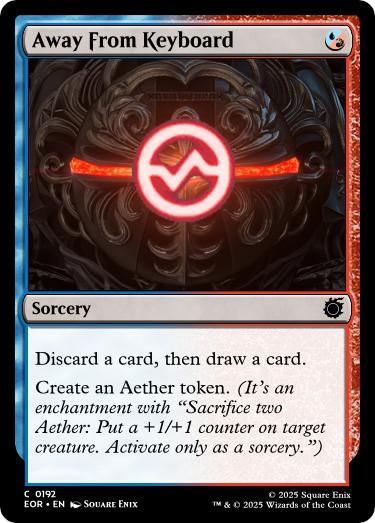 Away From Keyboard
Sorcery
Discard a card, then draw a card.
Create an Aether token. (It's an
enchantment with “Sacrifice two
Aether: Put a +1/+1 counter on target
creature. Activate only as a sorcery.”)
C 0192
EOR • EN SQUARE ENIX
© 2025 Square Enix
™ & © 2025 Wizards of the Coast